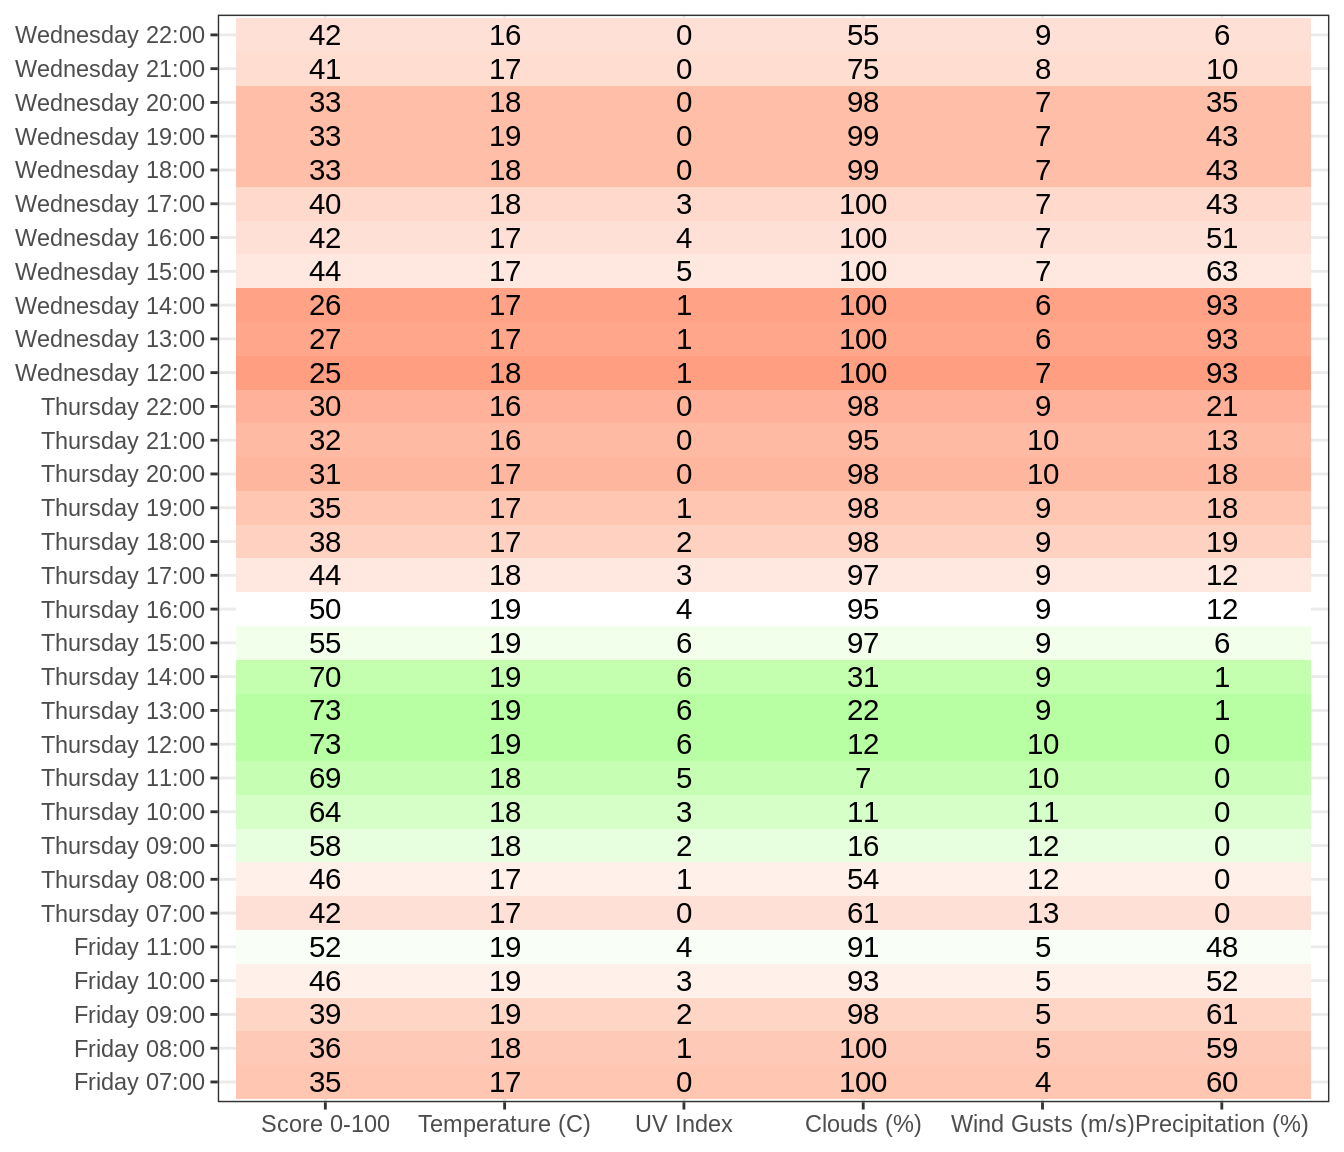 Wednesday 22:00 42 16 0 55 9 6
Wednesday 21:00 41 17 0 75 8 10
Wednesday 20:00 33 18 0 98 7 35
Wednesday 19:00 33 19 0 99 7 43
Wednesday 18:00 33 18 0 99 7 43
Wednesday 17:00 40 18 3 100 7 43
Wednesday 16:00 42 17 4 100 7 51
Wednesday 15:00 44 17 5 100 7 63
Wednesday 14:00 26 17 1 100 6 93
Wednesday 13:00 27 17 1 100 6 93
Wednesday 12:00 25 18 1 100 7 93
Thursday 22:00 30 16 0 98 9 21
Thursday 21:00 32 16 0 95 10 13
Thursday 20:00 31 17 0 98 10 18
Thursday 19:00 35 17 1 98 9 18
Thursday 18:00 38 17 2 98 9 19
Thursday 17:00 44 18 3 97 9 12
Thursday 16:00 50 19 4 95 9 12
Thursday 15:00 55 19 6 97 9 6
Thursday 14:00 70 19 6 31 9 1
Thursday 13:00 73 19 6 22 9 1
Thursday 12:00 73 19 6 12 10 0
Thursday 11:00 69 18 5 7 10 0
Thursday 10:00 64 18 3 11 11 0
Thursday 09:00 58 18 2 16 12 0
Thursday 08:00 46 17 1 54 12 0
Thursday 07:00 42 17 0 61 13 0
Friday 11:00 52 19 4 91 5 48
Friday 10:00 46 19 3 93 5 52
Friday 09:00 39 19 2 98 5 61
Friday 08:00 36 18 1 100 5 59
Friday 07:00 35 17 0 100 4 60
Score 0-100 Temperature (C) UV Index Clouds (%) Wind Gusts (m/s) Precipitation (%)